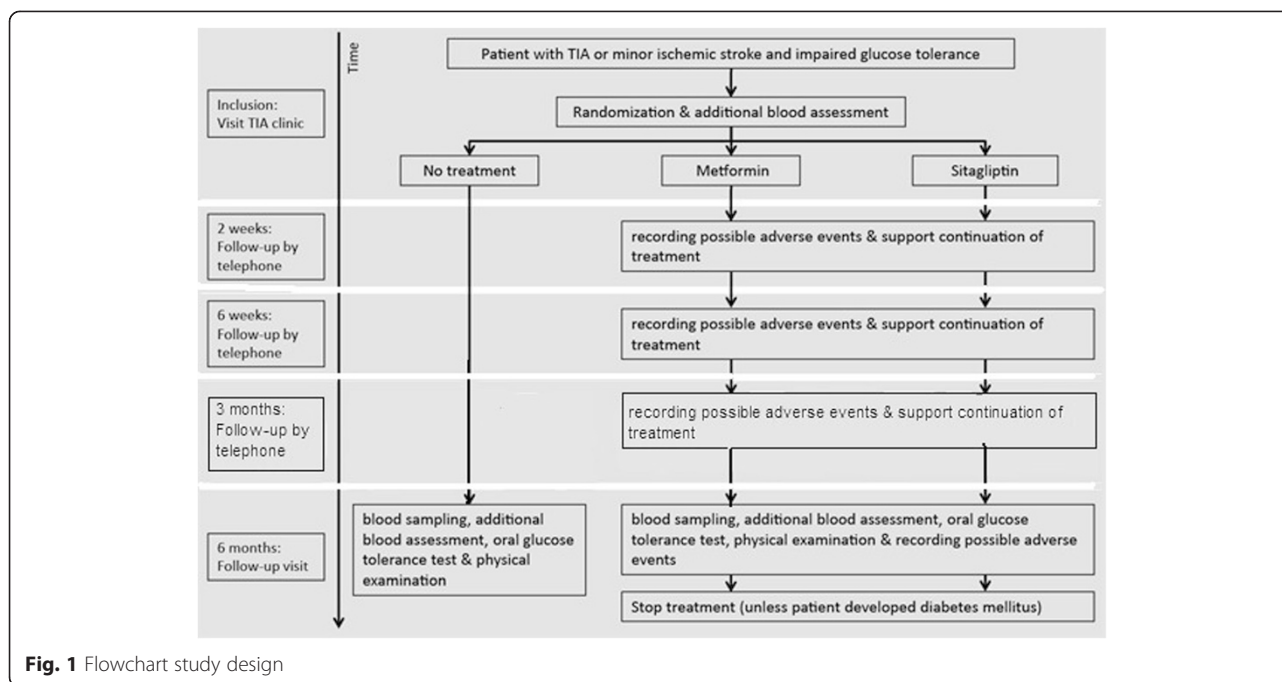 Time
Patient with TIA or minor ischemic stroke and impaired glucose tolerance
Inclusion:
Visit TIA clinic
Randomization & additional blood assessment
No treatment
Metformin
Sitagliptin
2 weeks:
Follow-up by
telephone
recording possible adverse events & support continuation of
treatment
6 weeks:
Follow-up by
telephone
recording possible adverse events & support continuation of
treatment
3 months:
Follow-up by
telephone
recording possible adverse events & support continuation of
treatment
6 months:
Follow-up visit
blood sampling, additional
blood assessment, oral glucose
tolerance test & physical
examination
blood sampling, additional blood assessment, oral glucose
tolerance test, physical examination & recording possible adverse
events
Stop treatment (unless patient developed diabetes mellitus)
Fig. 1 Flowchart study design